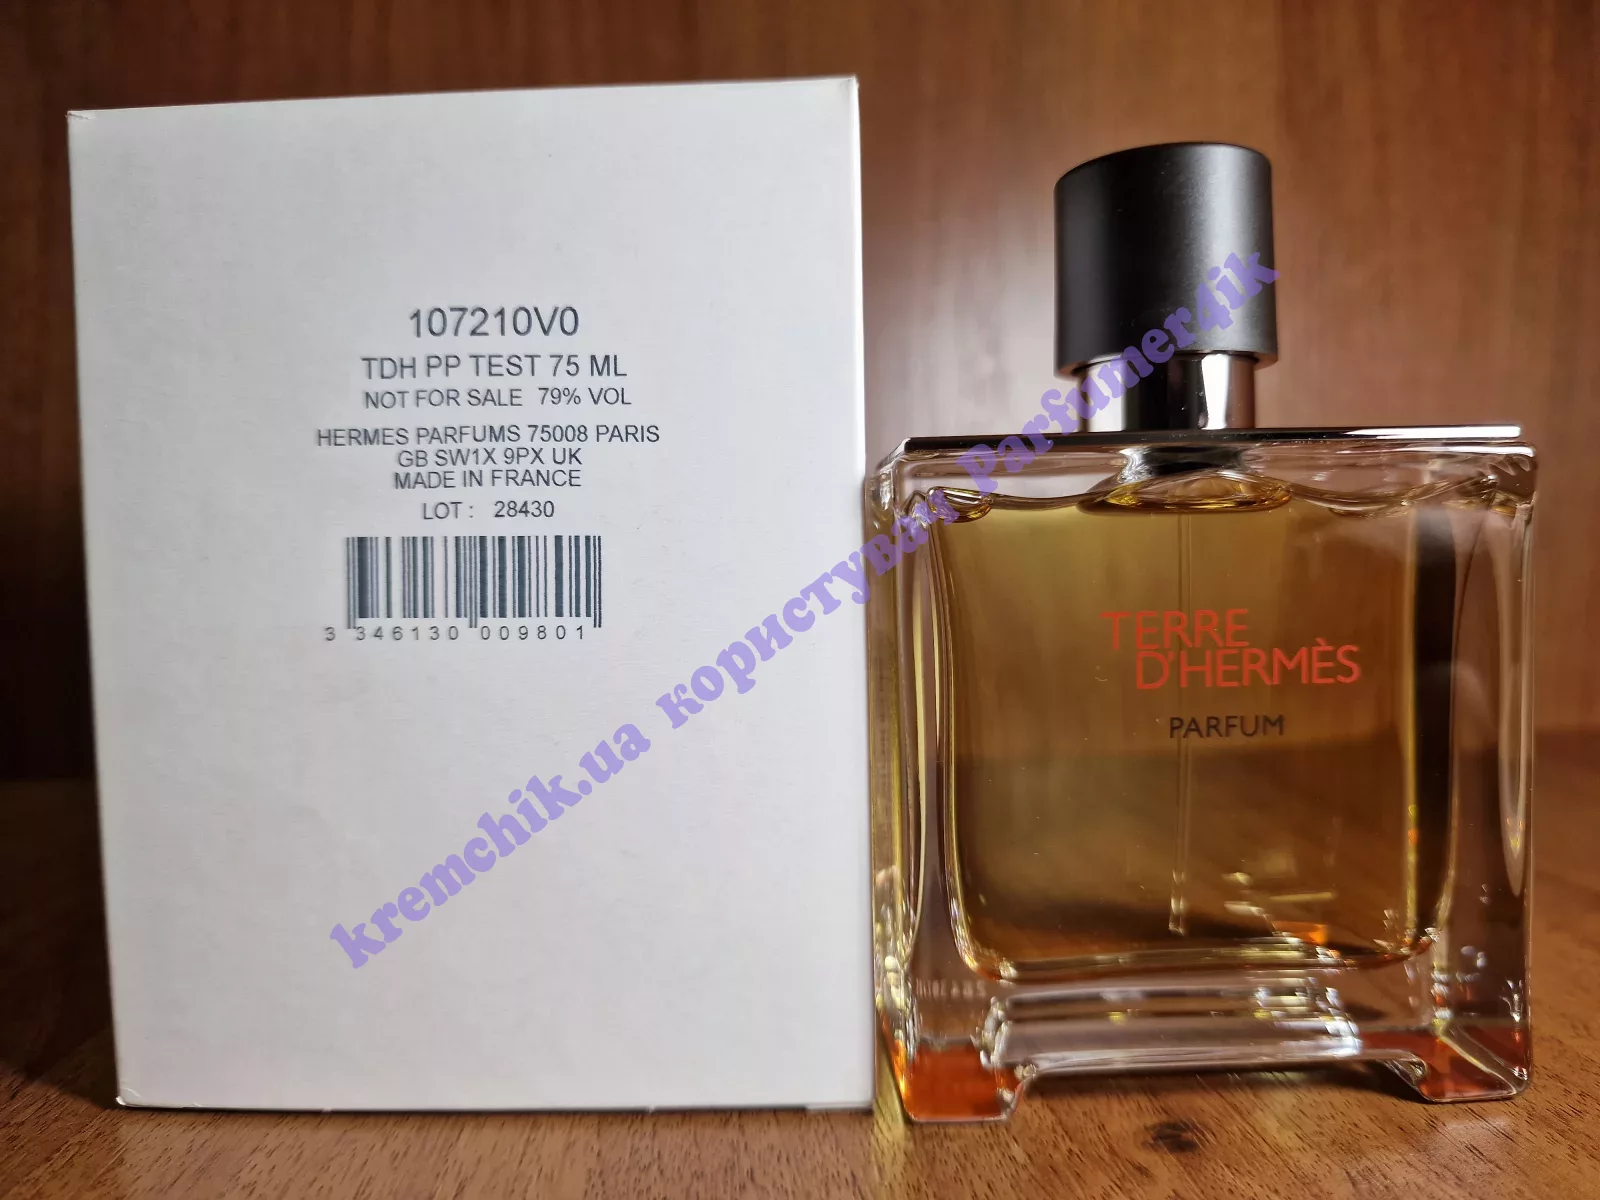 107210V0
TDH PP TEST 75 ML
NOT FOR SALE 79% VOL
HERMES PARFUMS 75008 PARIS
GB SW1X 9PX UK
MADE IN FRANCE
LOT : 28430
3 346130 009801
TERRE
D'HERMÈS
PARFUM
kremchik.ua користувач Parfumer4ik